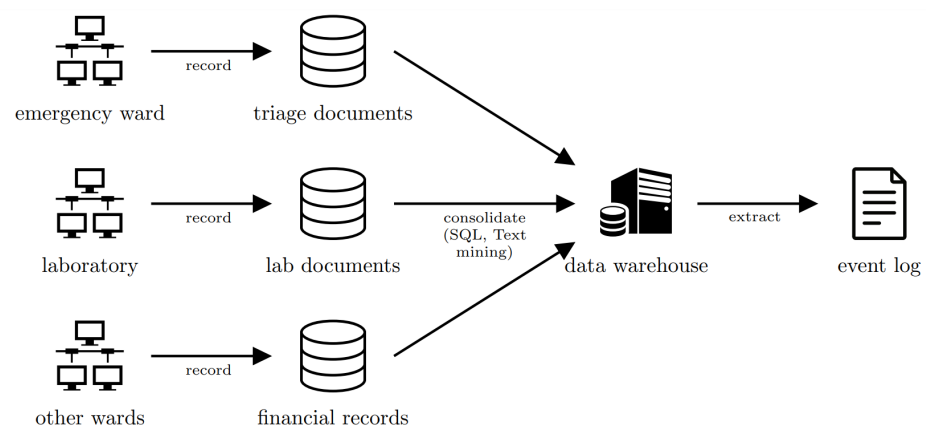 record
emergency ward
triage documents
record
consolidate
(SQL, Text
mining)
extract
laboratory
lab documents
data warehouse
event log
record
other wards
financial records